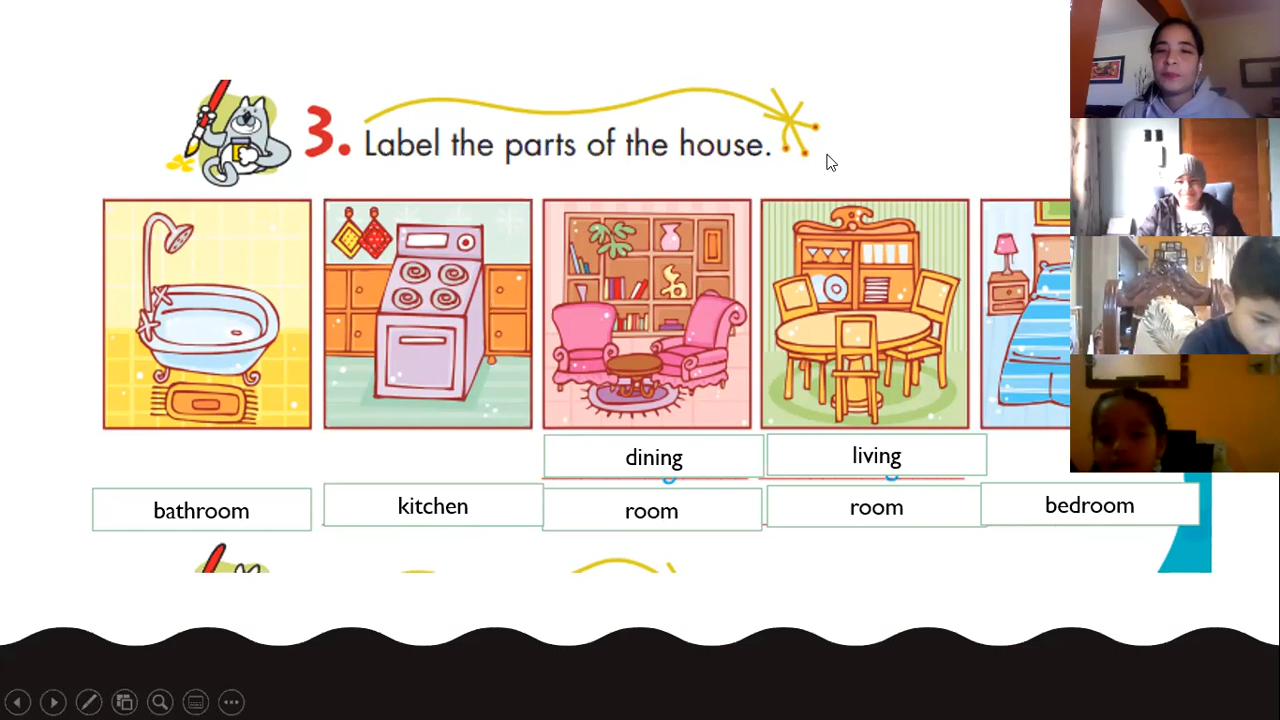 3. Label the parts of the house.
dining living
bathroom kitchen room room bedroom